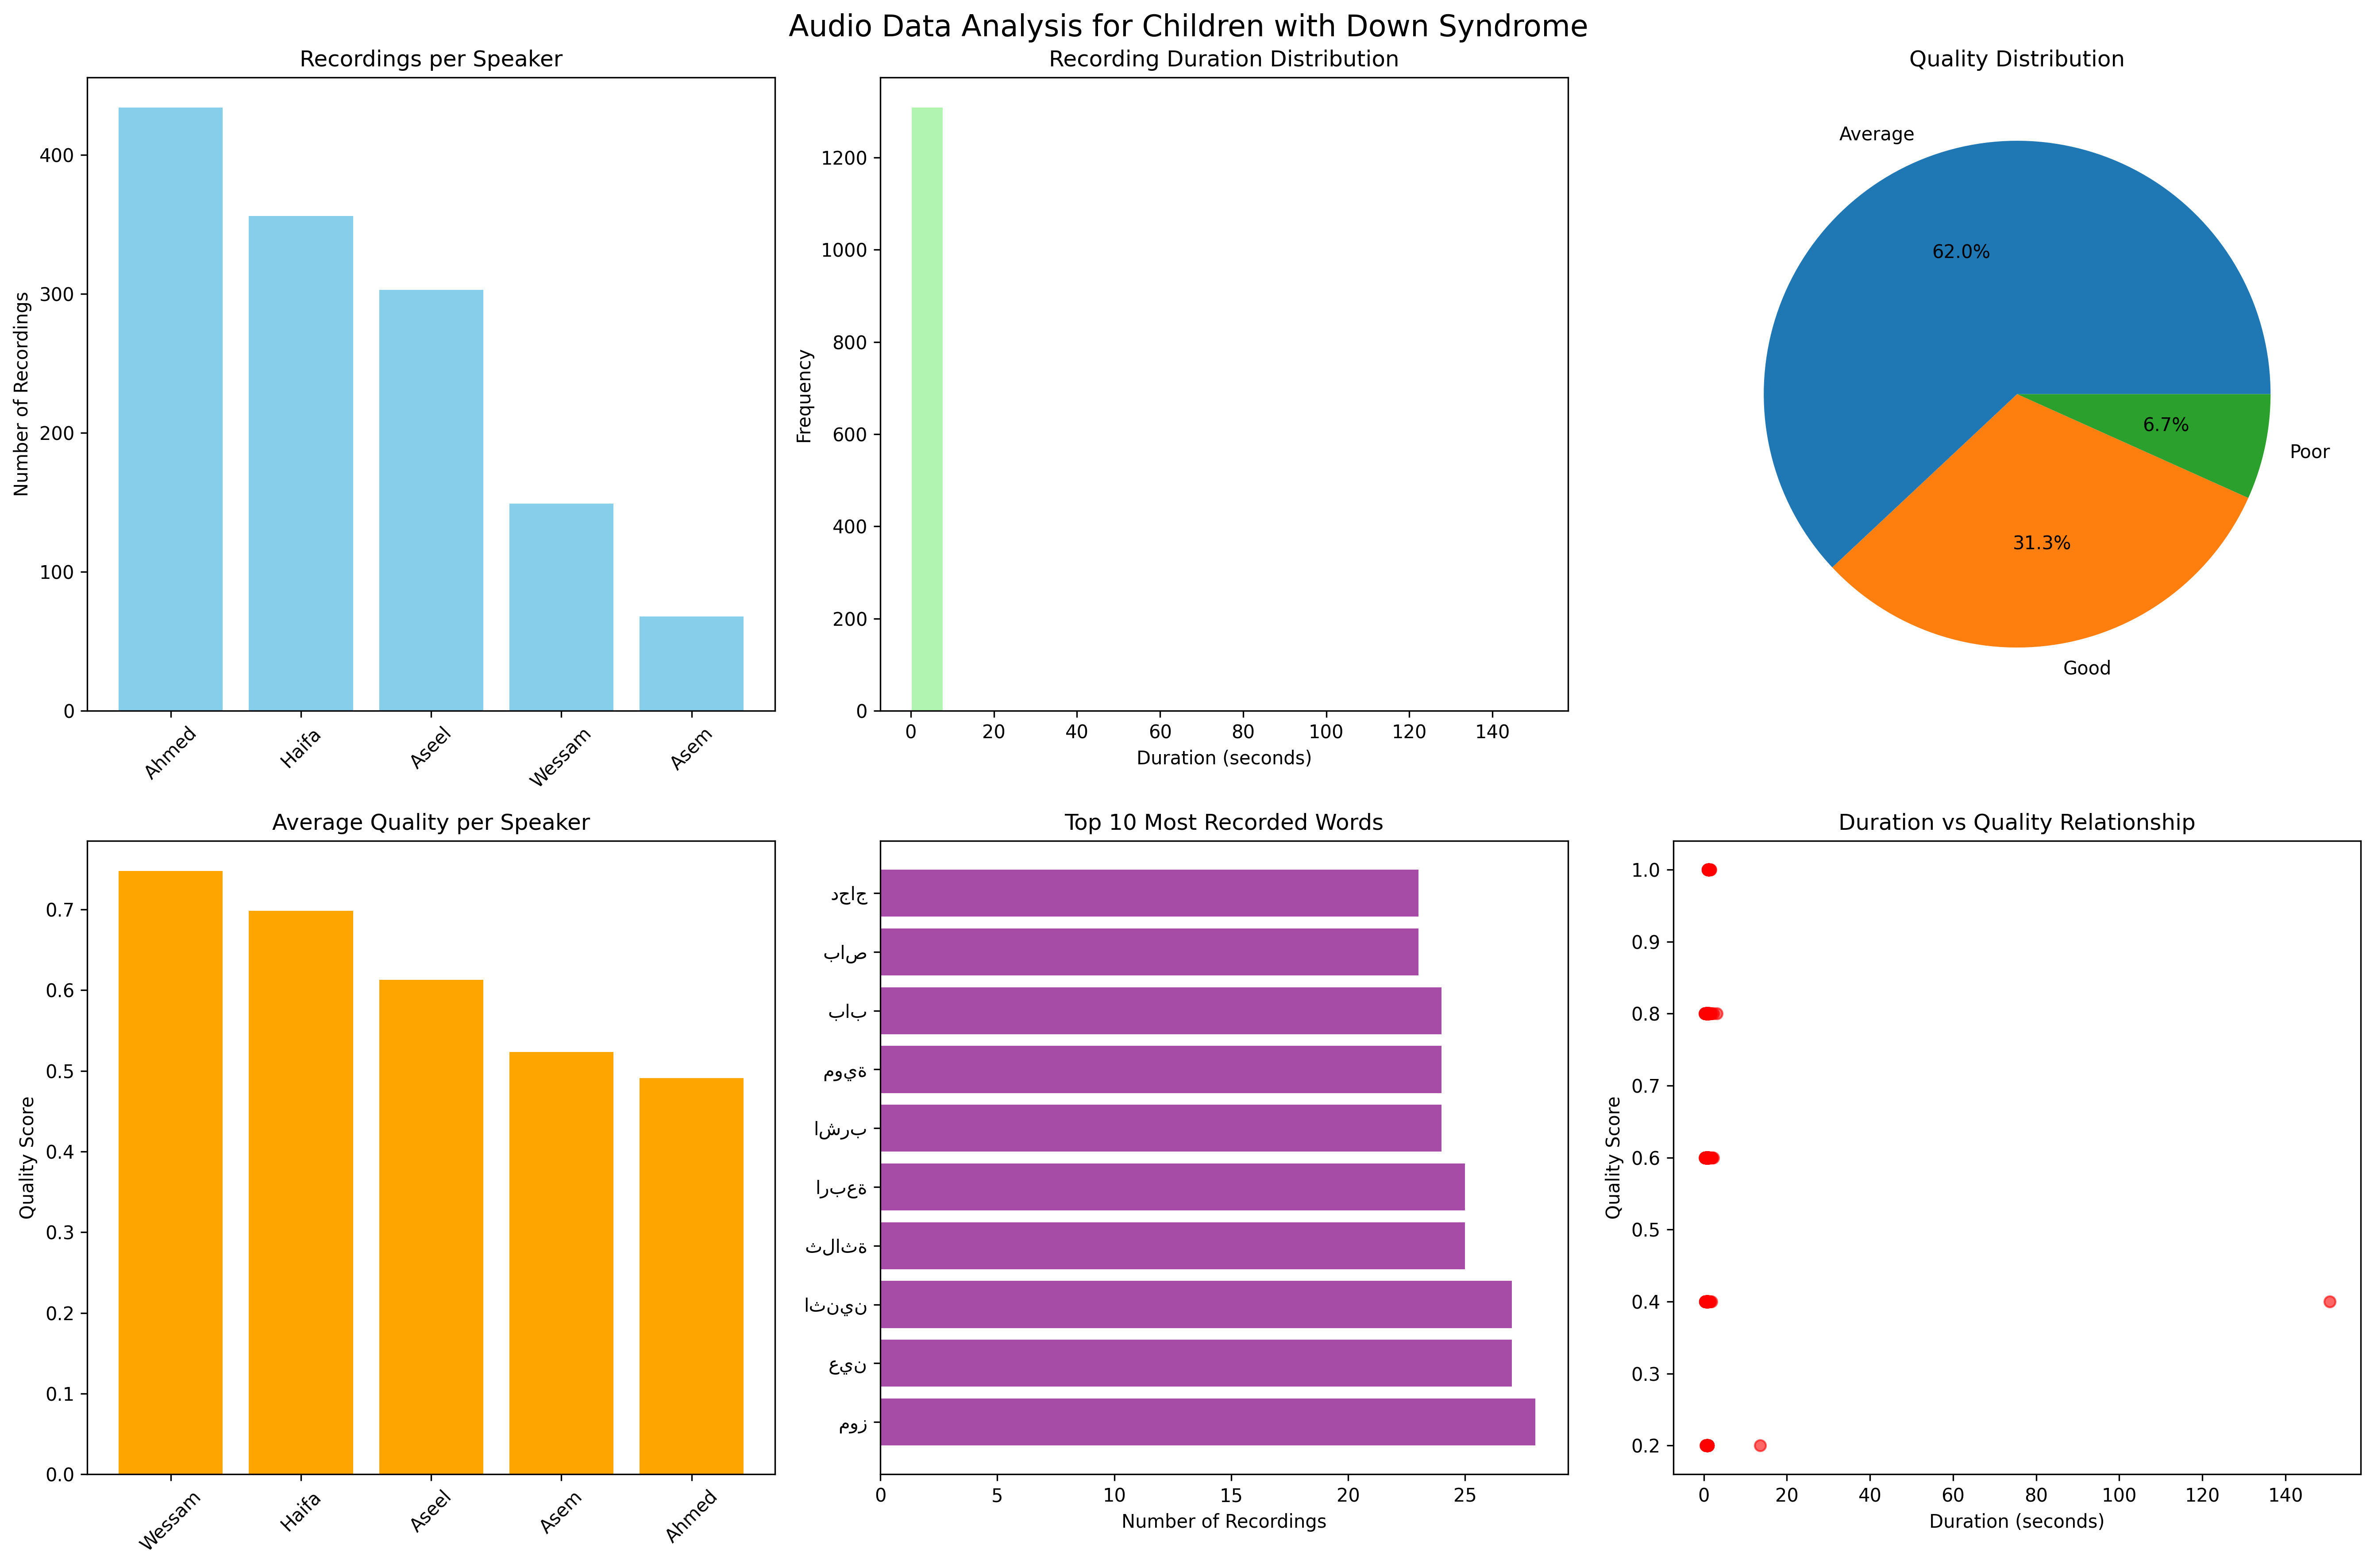 Audio Data Analysis for Children with Down Syndrome
Recordings per Speaker
Number of Recordings
400
300
200
100
0
Ahmed
Haifa
Aseel
Wessam
Asem
Recording Duration Distribution
Frequency
1200
1000
800
600
400
200
0
0
20
40
60
80
100
120
140
Duration (seconds)
Quality Distribution
Average
62.0%
6.7%
Poor
31.3%
Good
Average Quality per Speaker
Quality Score
0.7
0.6
0.5
0.4
0.3
0.2
0.1
0.0
Wessam
Haifa
Aseel
Asem
Ahmed
Top 10 Most Recorded Words
دجاج
باص
باب
موية
اشرب
اربعة
ثلاثة
اثنين
عين
موز
0
5
10
15
20
25
Number of Recordings
Duration vs Quality Relationship
Quality Score
1.0
0.9
0.8
0.7
0.6
0.5
0.4
0.3
0.2
0
20
40
60
80
100
120
140
Duration (seconds)